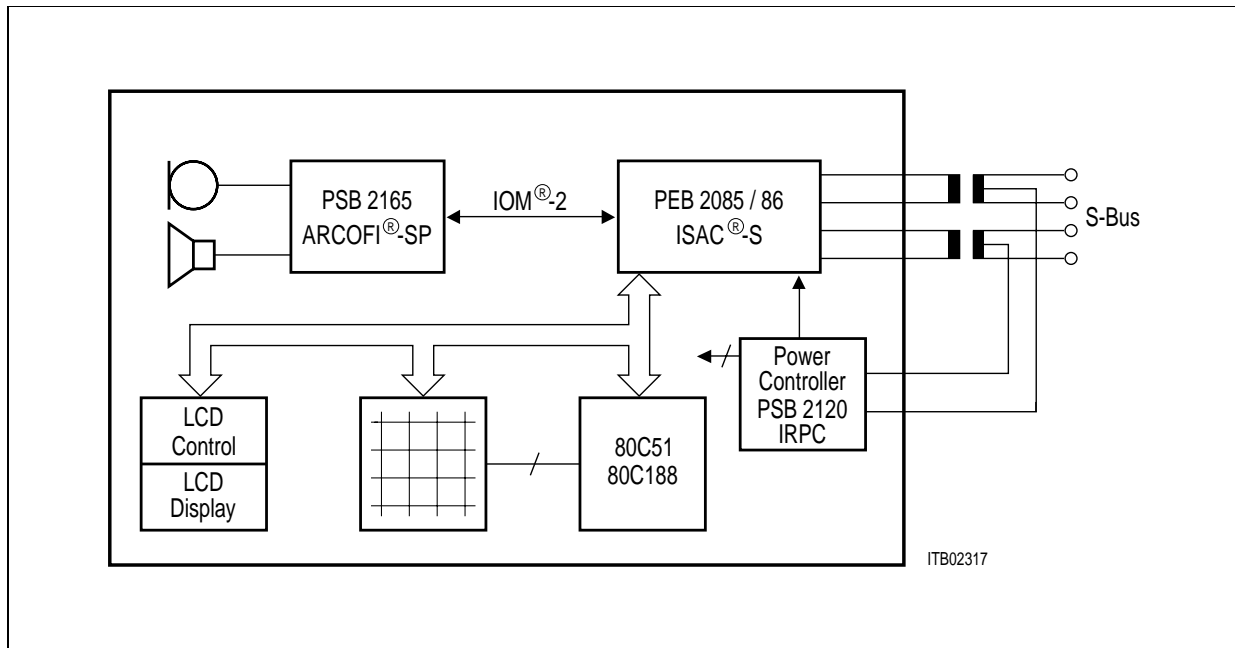 PSB 2165
ARCOFI®-SP
IOM®-2
PEB 2085 / 86
ISAC®-S
S-Bus
Power
Controller
PSB 2120
IRPC
LCD
Control
LCD
Display
80C51
80C188
ITB02317